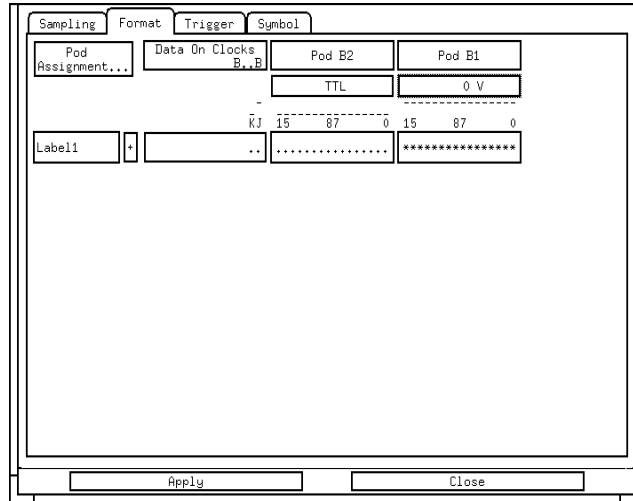 Sampling Format Trigger Symbol
Pod Assignment... Data On Clocks B..B Pod B2 Pod B1
TTL 0 V
KJ 15 87 0 15 87 0
Label1 + .. ................ ****************
Apply Close